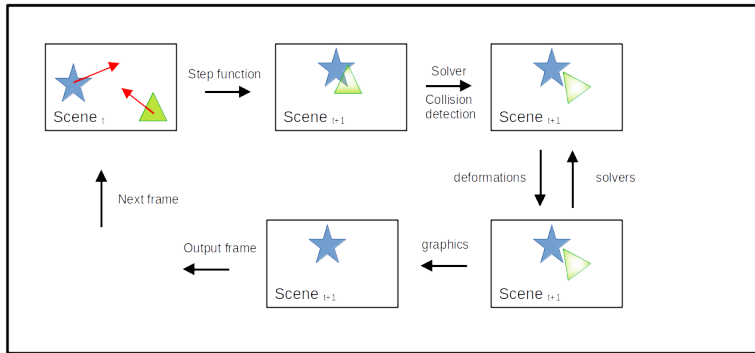 Step function
Solver
Collision
detection
Scene t
Scene t+1
Scene t+1
deformations
solvers
Next frame
Output frame
graphics
Scene t+1
Scene t+1